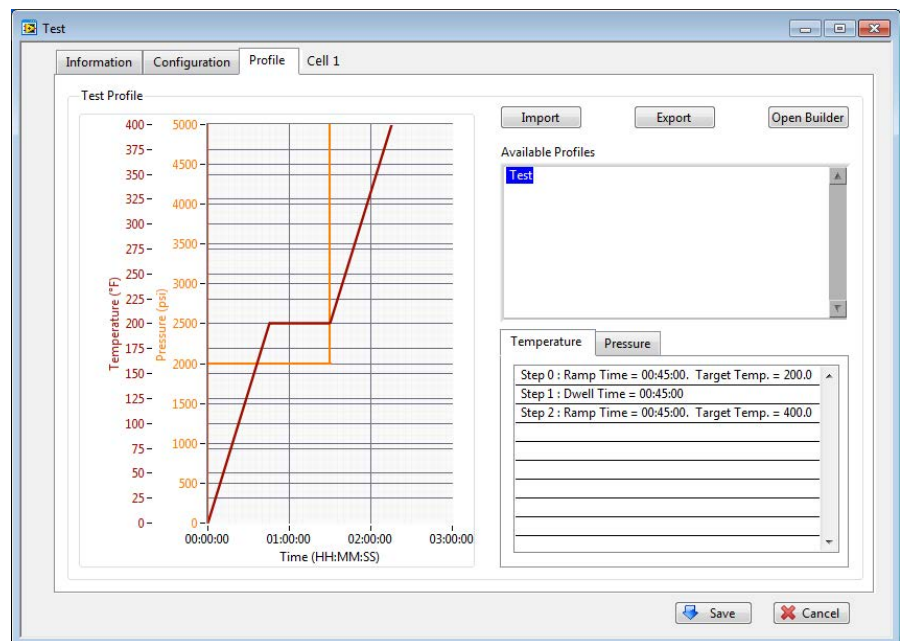 Test
Information Configuration Profile Cell 1
Test Profile
Import Export Open Builder
Available Profiles
Test
400 5000
375
350 4500
325
300 4000
275 3500
250
225 3000
200 2500
175
150 2000
125 1500
100
75 1000
50 500
25
0 0
Temperature (°F)
Pressure (psi)
00:00:00 01:00:00 02:00:00 03:00:00
Time (HH:MM:SS)
Temperature Pressure
Step 0 : Ramp Time = 00:45:00. Target Temp. = 200.0
Step 1 : Dwell Time = 00:45:00
Step 2 : Ramp Time = 00:45:00. Target Temp. = 400.0
Save Cancel